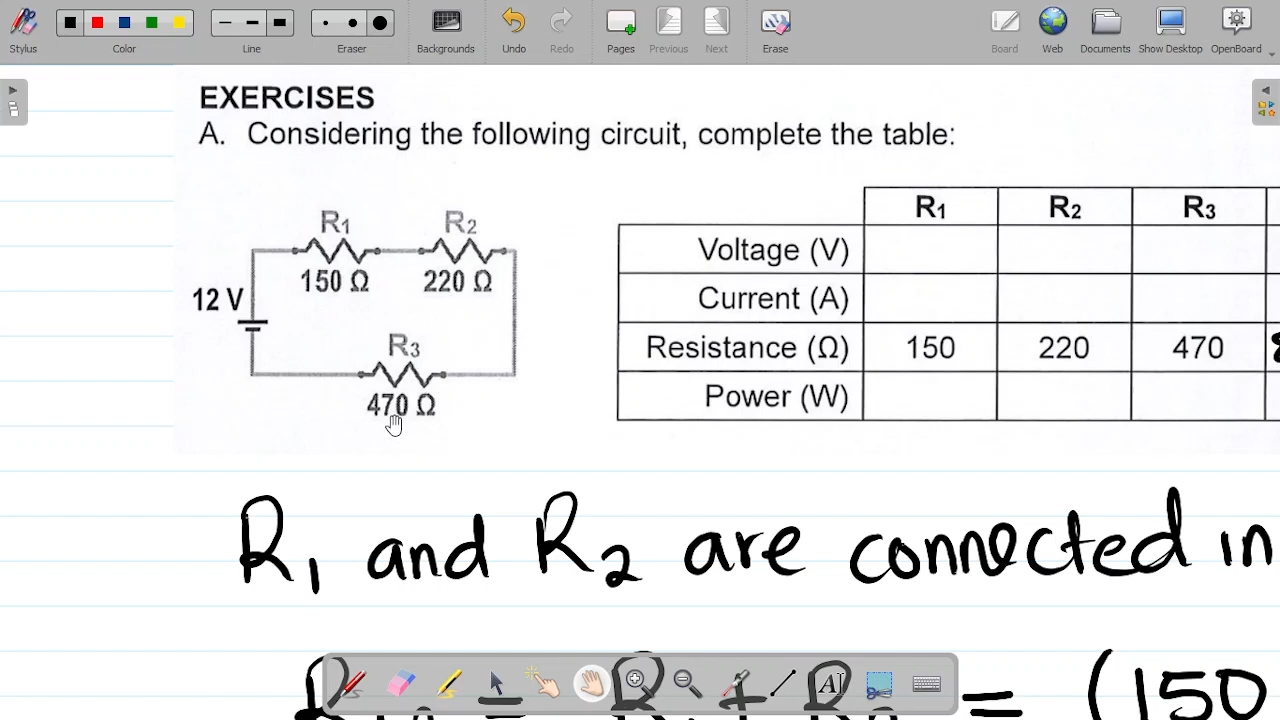 Stylus Color Line Eraser Backgrounds Undo Redo Pages Previous Next Erase Board Web Documents Show Desktop OpenBoard
EXERCISES
A. Considering the following circuit, complete the table:
R1 R2
150 Ω 220 Ω
12 V
R3
470 Ω
R1 R2 R3
Voltage (V)
Current (A)
Resistance (Ω) 150 220 470
Power (W)
R1 and R2 are connected in
= R1 + R2 = (150